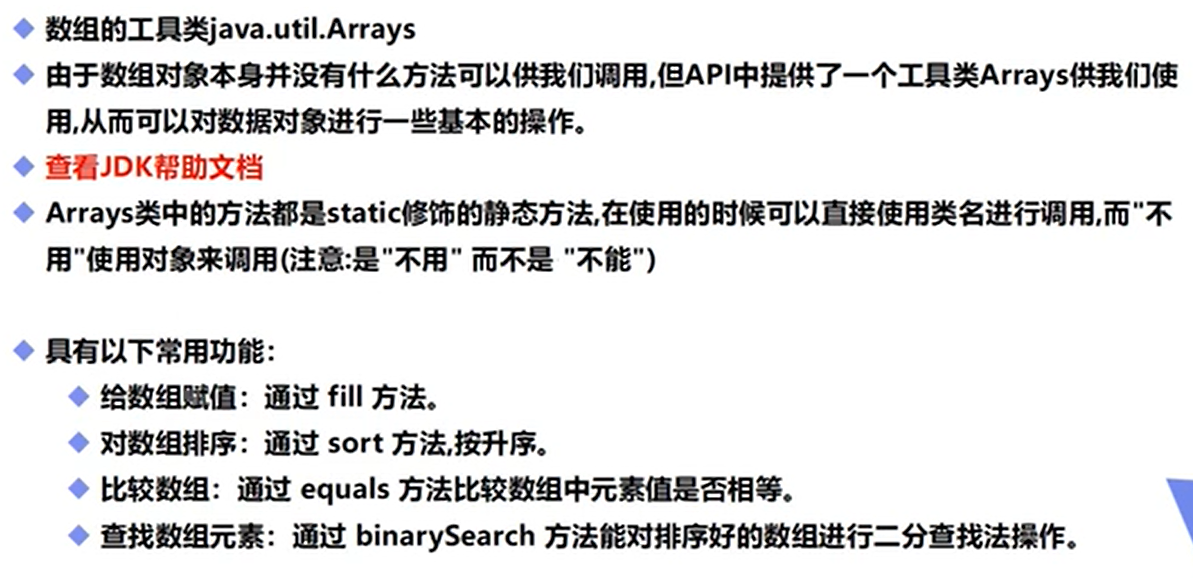 数组的工具类java.util.Arrays
由于数组对象本身并没有什么方法可以供我们调用,但API中提供了一个工具类Arrays供我们使
用,从而可以对数据对象进行一些基本的操作。
查看JDK帮助文档
Arrays类中的方法都是static修饰的静态方法,在使用的时候可以直接使用类名进行调用,而"不
用"使用对象来调用(注意:是"不用" 而不是 "不能")
具有以下常用功能：
给数组赋值：通过 fill 方法。
对数组排序：通过 sort 方法,按升序。
比较数组：通过 equals 方法比较数组中元素值是否相等。
查找数组元素：通过 binarySearch 方法能对排序好的数组进行二分查找法操作。